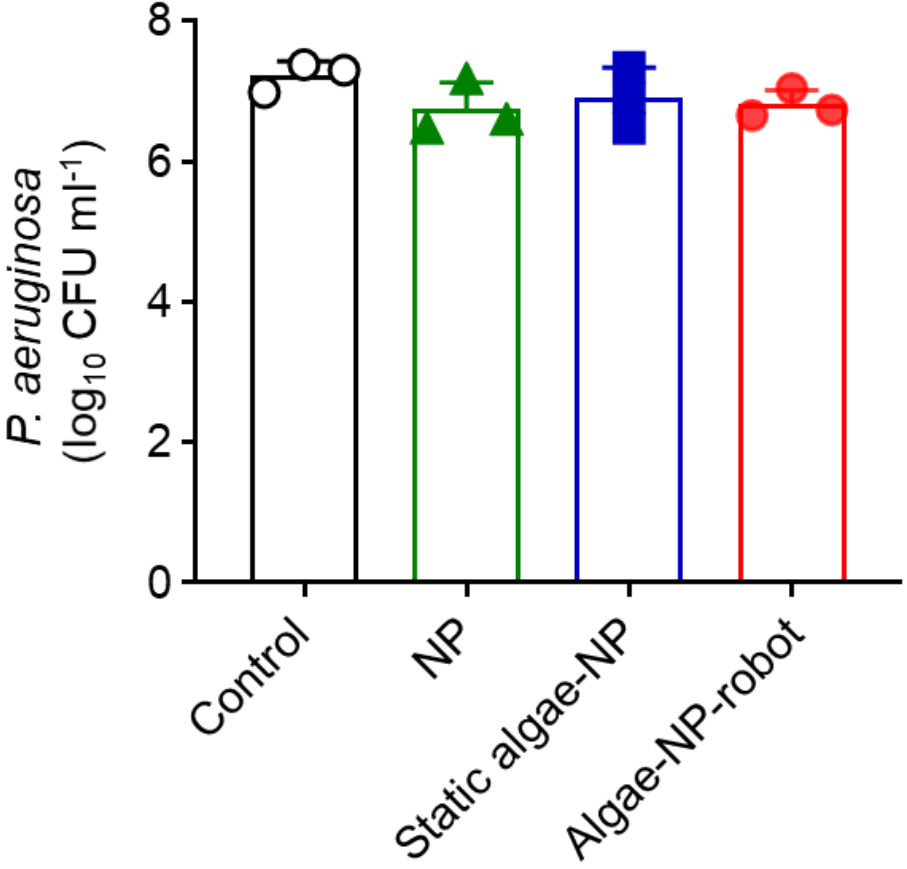 P. aeruginosa
(log₁₀ CFU ml⁻¹)
8
6
4
2
0
Control
NP
Static algae-NP
Algae-NP-robot